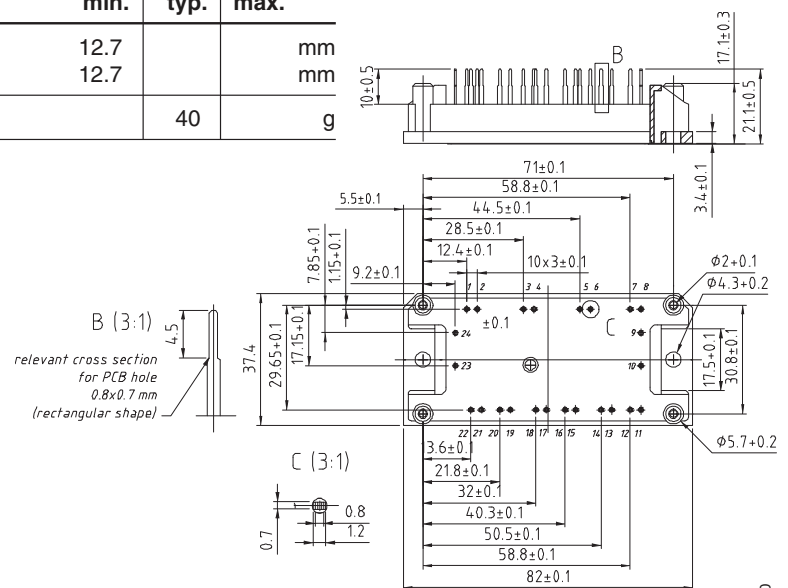 min. typ. max.
12.7 mm
12.7 mm
40 g
B
10±0.5
17.1±0.3
21.1±0.5
3.4±0.1
71±0.1
58.8±0.1
5.5±0.1
44.5±0.1
28.5±0.1
12.4±0.1
10x3±0.1
7.85+0.1
1.15+0.1
9.2±0.1
ϕ2+0.1
ϕ4.3+0.2
1 2 3 4 5 6 7 8
±0.1
C
24 9
23 10
B (3:1)
4.5
relevant cross section
for PCB hole
0.8x0.7 mm
(rectangular shape)
37.4
29.65+0.1
17.15+0.1
17.5±0.1
30.8±0.1
22 21 20 19 18 17 16 15 14 13 12 11
ϕ5.7+0.2
13.6±0.1
21.8±0.1
32±0.1
40.3±0.1
50.5±0.1
58.8±0.1
82±0.1
C (3:1)
0.8
1.2
0.7